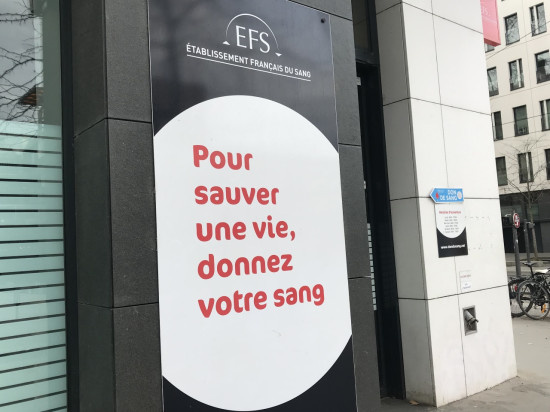 EFS
ÉTABLISSEMENT FRANÇAIS DU SANG
Pour
sauver
une vie,
donnez
votre sang
DON
DE SANG